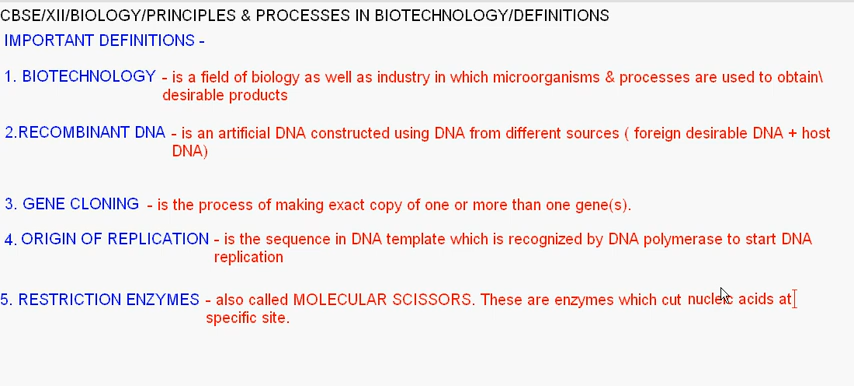 CBSE/XII/BIOLOGY/PRINCIPLES & PROCESSES IN BIOTECHNOLOGY/DEFINITIONS
IMPORTANT DEFINITIONS -
1. BIOTECHNOLOGY - is a field of biology as well as industry in which microorganisms & processes are used to obtain\
desirable products
2.RECOMBINANT DNA - is an artificial DNA constructed using DNA from different sources ( foreign desirable DNA + host
DNA)
3. GENE CLONING - is the process of making exact copy of one or more than one gene(s).
4. ORIGIN OF REPLICATION - is the sequence in DNA template which is recognized by DNA polymerase to start DNA
replication
5. RESTRICTION ENZYMES - also called MOLECULAR SCISSORS. These are enzymes which cut nucleic acids at
specific site.